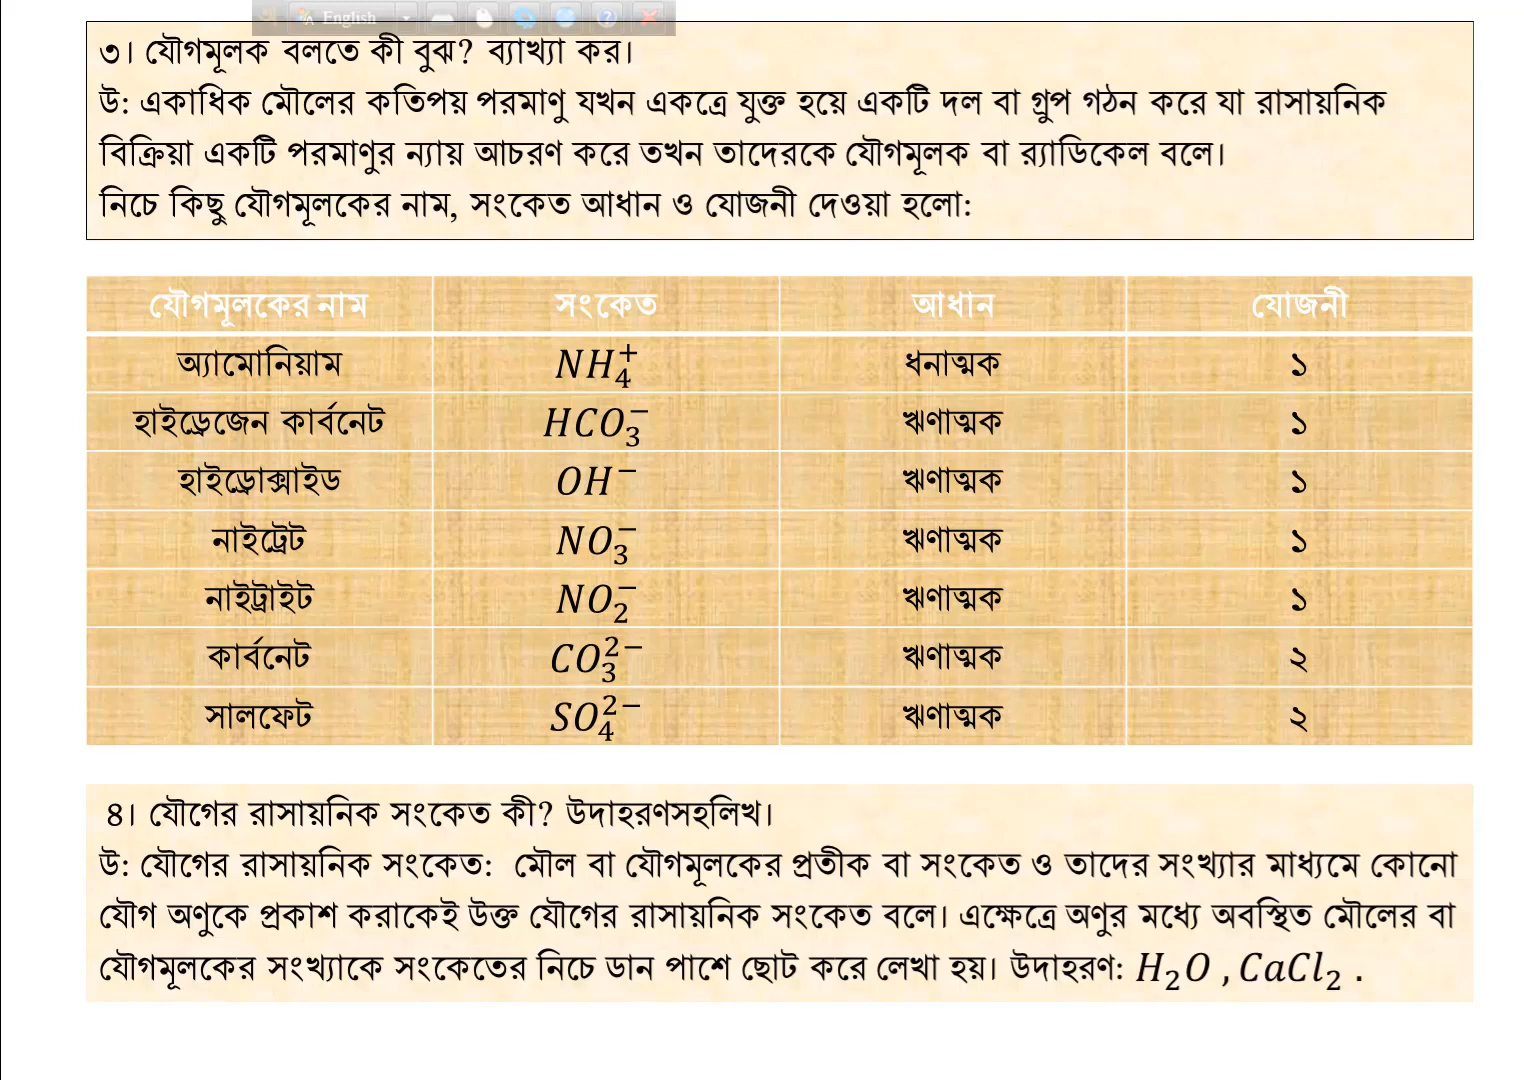 English
৩। যৌগমূলক বলতে কী বুঝ? ব্যাখ্যা কর।
উ: একাধিক মৌলের কতিপয় পরমাণু যখন একত্রে যুক্ত হয়ে একটি দল বা গ্রুপ গঠন করে যা রাসায়নিক
বিক্রিয়া একটি পরমাণুর ন্যায় আচরণ করে তখন তাদেরকে যৌগমূলক বা র‍্যাডিকেল বলে।
নিচে কিছু যৌগমূলকের নাম, সংকেত আধান ও যোজনী দেওয়া হলো:
যৌগমূলকের নাম সংকেত আধান যোজনী
অ্যামোনিয়াম NH₄⁺ ধনাত্মক ১
হাইড্রেজেন কার্বনেট HCO₃⁻ ঋণাত্মক ১
হাইড্রোক্সাইড OH⁻ ঋণাত্মক ১
নাইট্রেট NO₃⁻ ঋণাত্মক ১
নাইট্রাইট NO₂⁻ ঋণাত্মক ১
কার্বনেট CO₃²⁻ ঋণাত্মক ২
সালফেট SO₄²⁻ ঋণাত্মক ২
৪। যৌগের রাসায়নিক সংকেত কী? উদাহরণসহলিখ।
উ: যৌগের রাসায়নিক সংকেত: মৌল বা যৌগমূলকের প্রতীক বা সংকেত ও তাদের সংখ্যার মাধ্যমে কোনো
যৌগ অণুকে প্রকাশ করাকেই উক্ত যৌগের রাসায়নিক সংকেত বলে। এক্ষেত্রে অণুর মধ্যে অবস্থিত মৌলের বা
যৌগমূলকের সংখ্যাকে সংকেতের নিচে ডান পাশে ছোট করে লেখা হয়। উদাহরণ: H₂O , CaCl₂ .